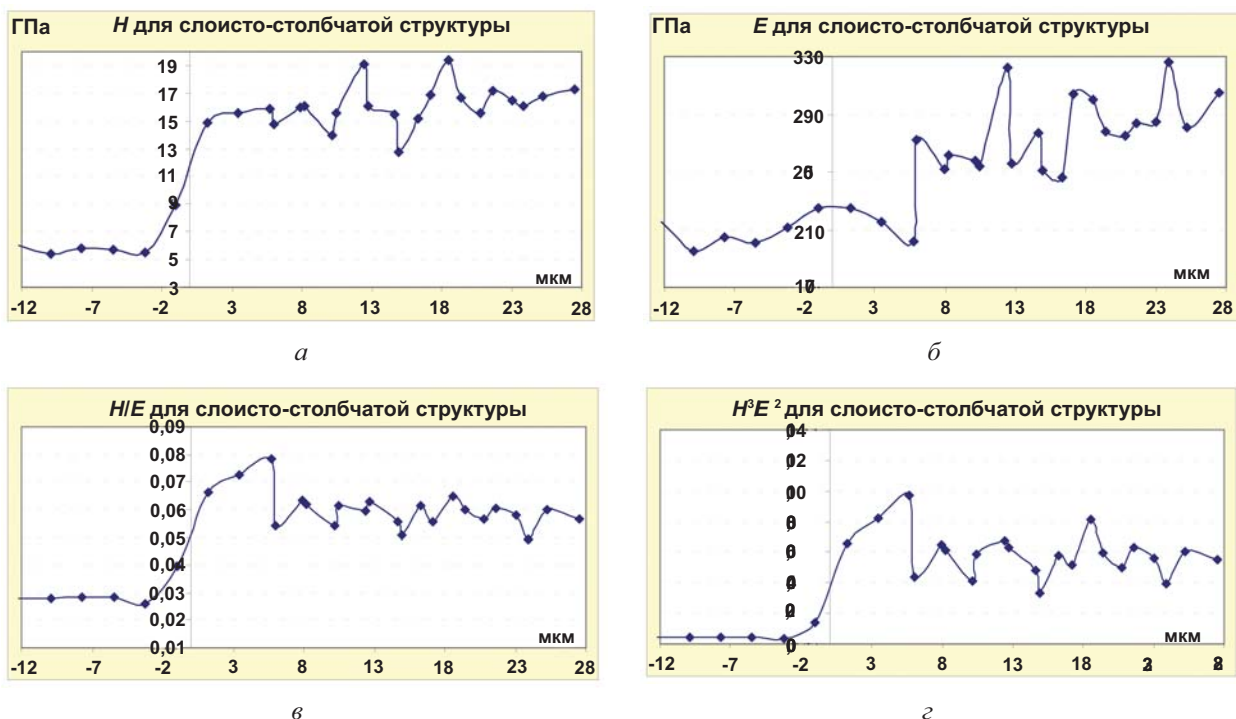 ГПа H для слоисто-столбчатой структуры
19
17
15
13
11
9
7
5
3
мкм
-12 -7 -2 3 8 13 18 23 28
а
ГПа E для слоисто-столбчатой структуры
330
290
210
мкм
-12 -7 -2 3 8 13 18 23 28
б
H/E для слоисто-столбчатой структуры
0,09
0,08
0,07
0,06
0,05
0,04
0,03
0,02
0,01
мкм
-12 -7 -2 3 8 13 18 23 28
в
H³E ² для слоисто-столбчатой структуры
мкм
-12 -7 -2 3 8 13 18
г